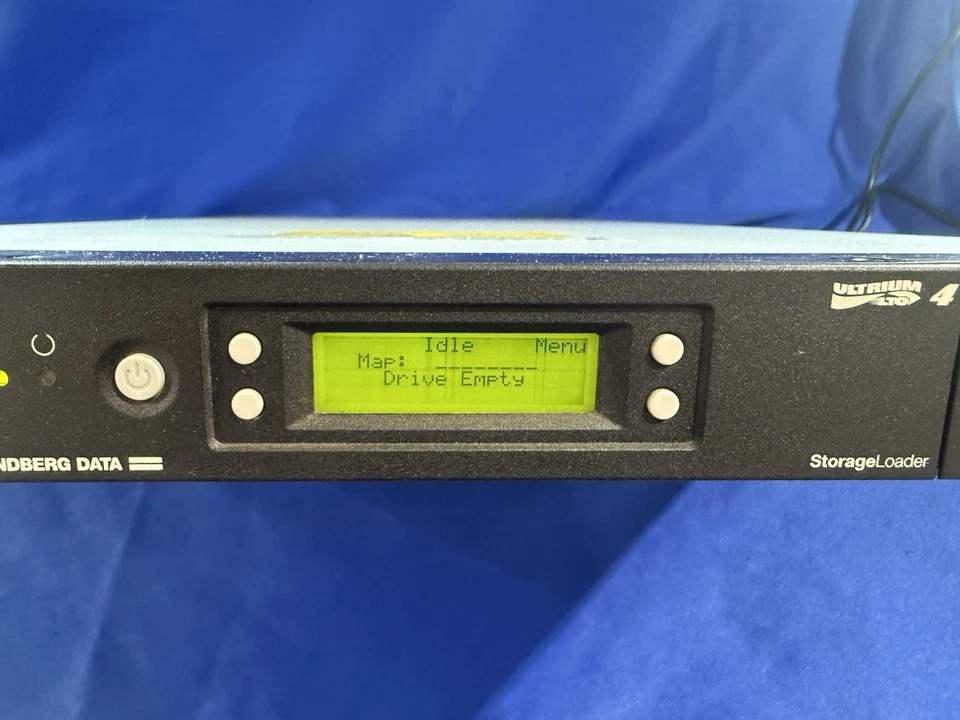 ULTRIUM
LTO 4
Idle Menu
Map: ________
Drive Empty
NDBERG DATA
StorageLoader